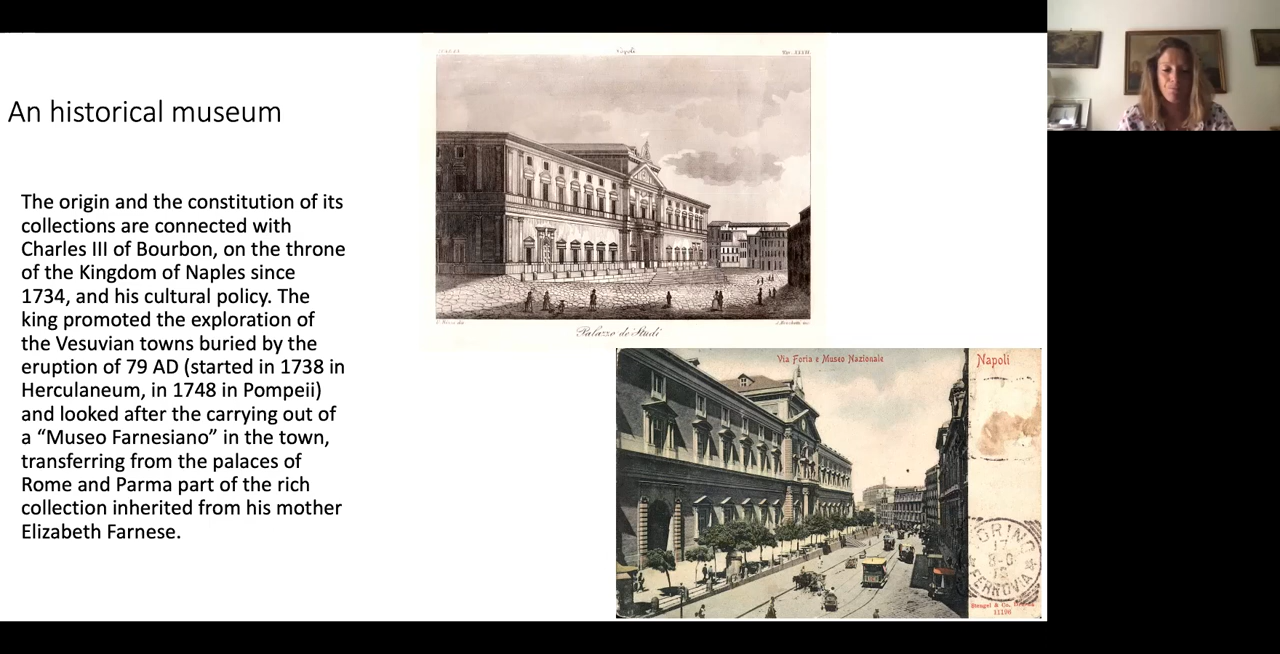 An historical museum
The origin and the constitution of its
collections are connected with
Charles III of Bourbon, on the throne
of the Kingdom of Naples since
1734, and his cultural policy. The
king promoted the exploration of
the Vesuvian towns buried by the
eruption of 79 AD (started in 1738 in
Herculaneum, in 1748 in Pompeii)
and looked after the carrying out of
a “Museo Farnesiano” in the town,
transferring from the palaces of
Rome and Parma part of the rich
collection inherited from his mother
Elizabeth Farnese.
Napoli
Palazzo de' Studi
Via Foria e Museo Nazionale
Napoli
FERROVIA
Stengel & Co.
11196